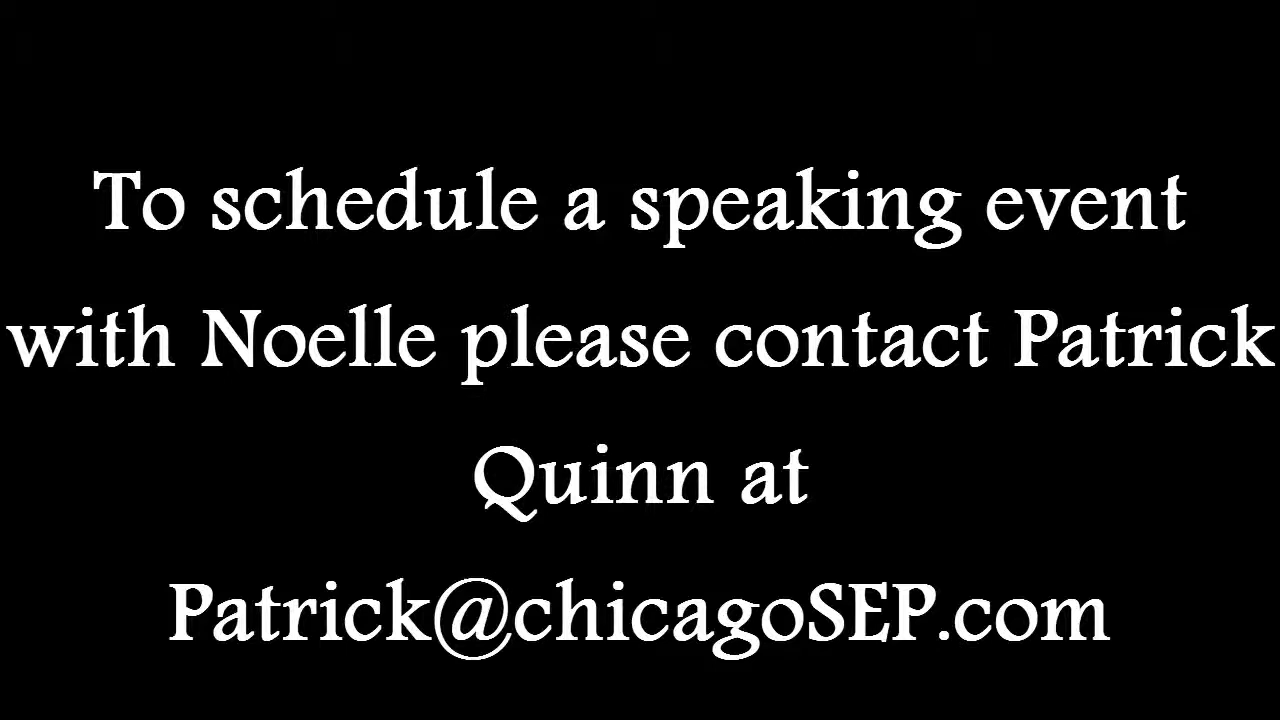 To schedule a speaking event
with Noelle please contact Patrick
Quinn at
Patrick@chicagoSEP.com